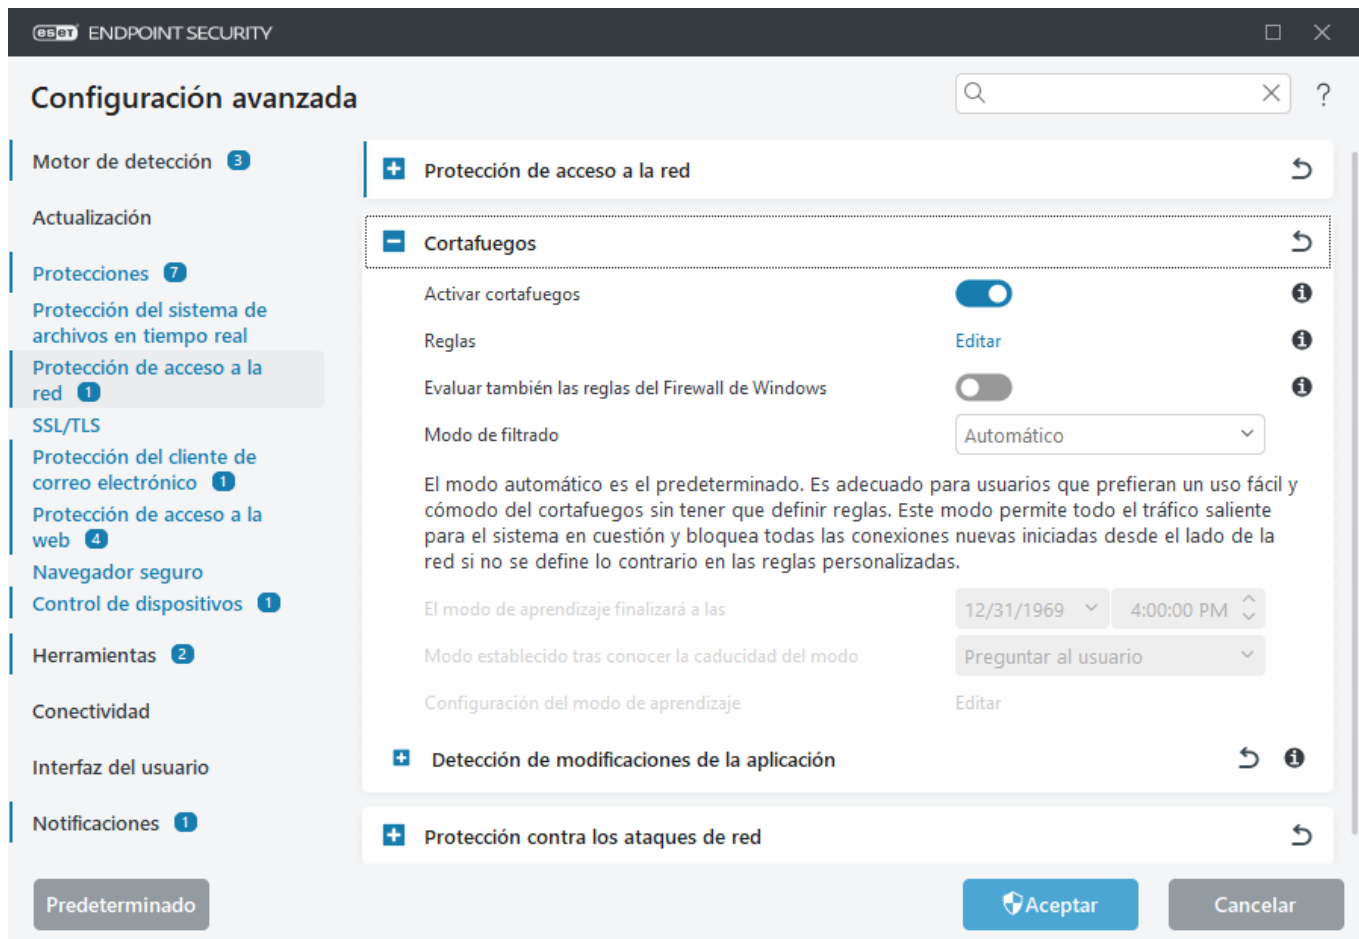 eset ENDPOINT SECURITY
Configuración avanzada
?
Motor de detección 3
Actualización
Protecciones 7
Protección del sistema de
archivos en tiempo real
Protección de acceso a la
red 1
SSL/TLS
Protección del cliente de
correo electrónico 1
Protección de acceso a la
web 4
Navegador seguro
Control de dispositivos 1
Herramientas 2
Conectividad
Interfaz del usuario
Notificaciones 1
Protección de acceso a la red
Cortafuegos
Activar cortafuegos
Reglas Editar
Evaluar también las reglas del Firewall de Windows
Modo de filtrado Automático
El modo automático es el predeterminado. Es adecuado para usuarios que prefieran un uso fácil y
cómodo del cortafuegos sin tener que definir reglas. Este modo permite todo el tráfico saliente
para el sistema en cuestión y bloquea todas las conexiones nuevas iniciadas desde el lado de la
red si no se define lo contrario en las reglas personalizadas.
El modo de aprendizaje finalizará a las 12/31/1969 4:00:00 PM
Modo establecido tras conocer la caducidad del modo Preguntar al usuario
Configuración del modo de aprendizaje Editar
Detección de modificaciones de la aplicación
Protección contra los ataques de red
Predeterminado Aceptar Cancelar